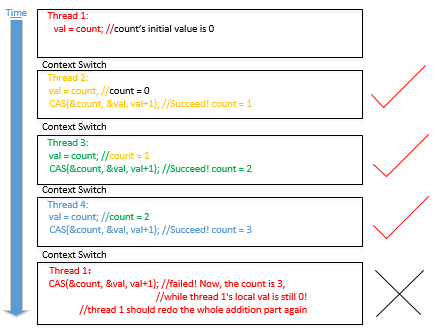 Time
Thread 1:
val = count; //count's initial value is 0
Context Switch
Thread 2:
val = count; //count = 0
CAS(&count, &val, val+1); //Succeed! count = 1
Context Switch
Thread 3:
val = count; //count = 1
CAS(&count, &val, val+1); //Succeed! count = 2
Context Switch
Thread 4:
val = count; //count = 2
CAS(&count, &val, val+1); //Succeed! count = 3
Context Switch
Thread 1:
CAS(&count, &val, val+1); //failed! Now, the count is 3,
//while thread 1's local val is still 0!
//thread 1 should redo the whole addition part again